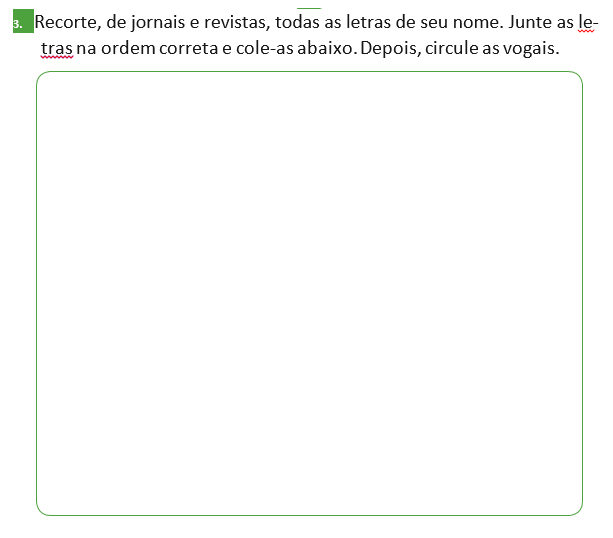 3. Recorte, de jornais e revistas, todas as letras de seu nome. Junte as le-
tras na ordem correta e cole-as abaixo. Depois, circule as vogais.